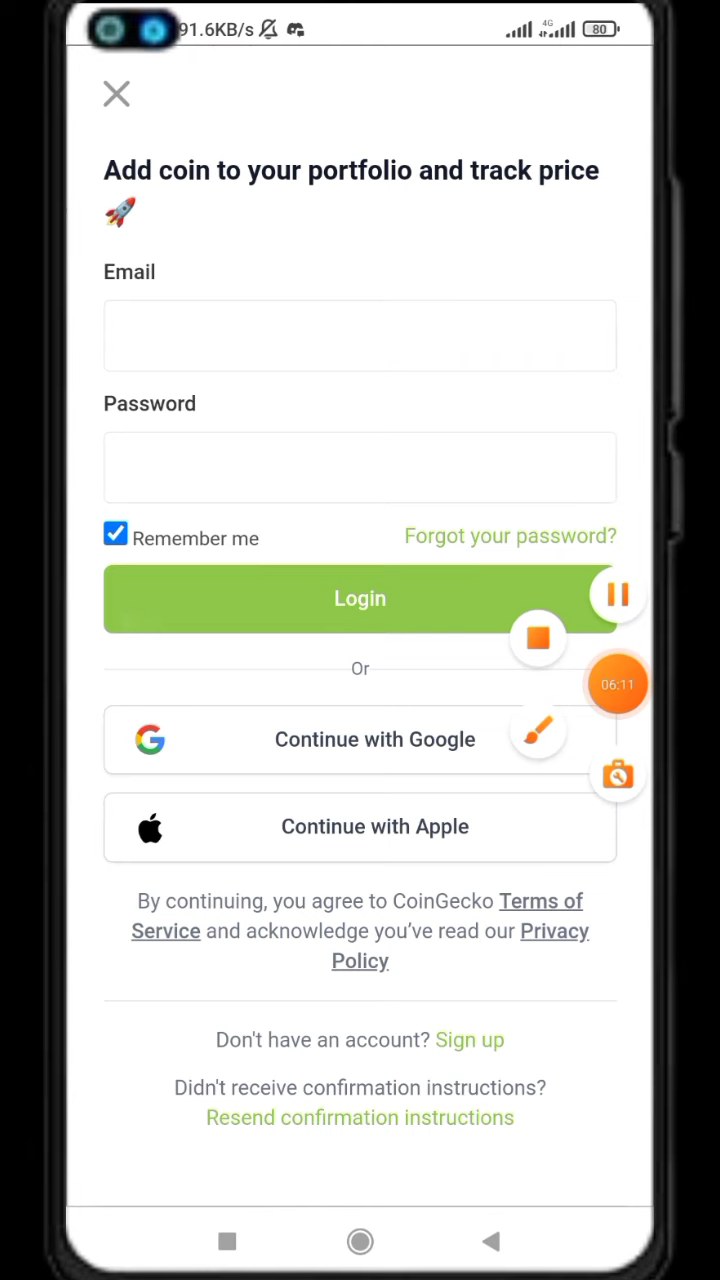 91.6KB/s 4G 80
Add coin to your portfolio and track price
🚀
Email
Password
Remember me Forgot your password?
Login
Or
06:11
Continue with Google
Continue with Apple
By continuing, you agree to CoinGecko Terms of
Service and acknowledge you’ve read our Privacy
Policy
Don't have an account? Sign up
Didn't receive confirmation instructions?
Resend confirmation instructions